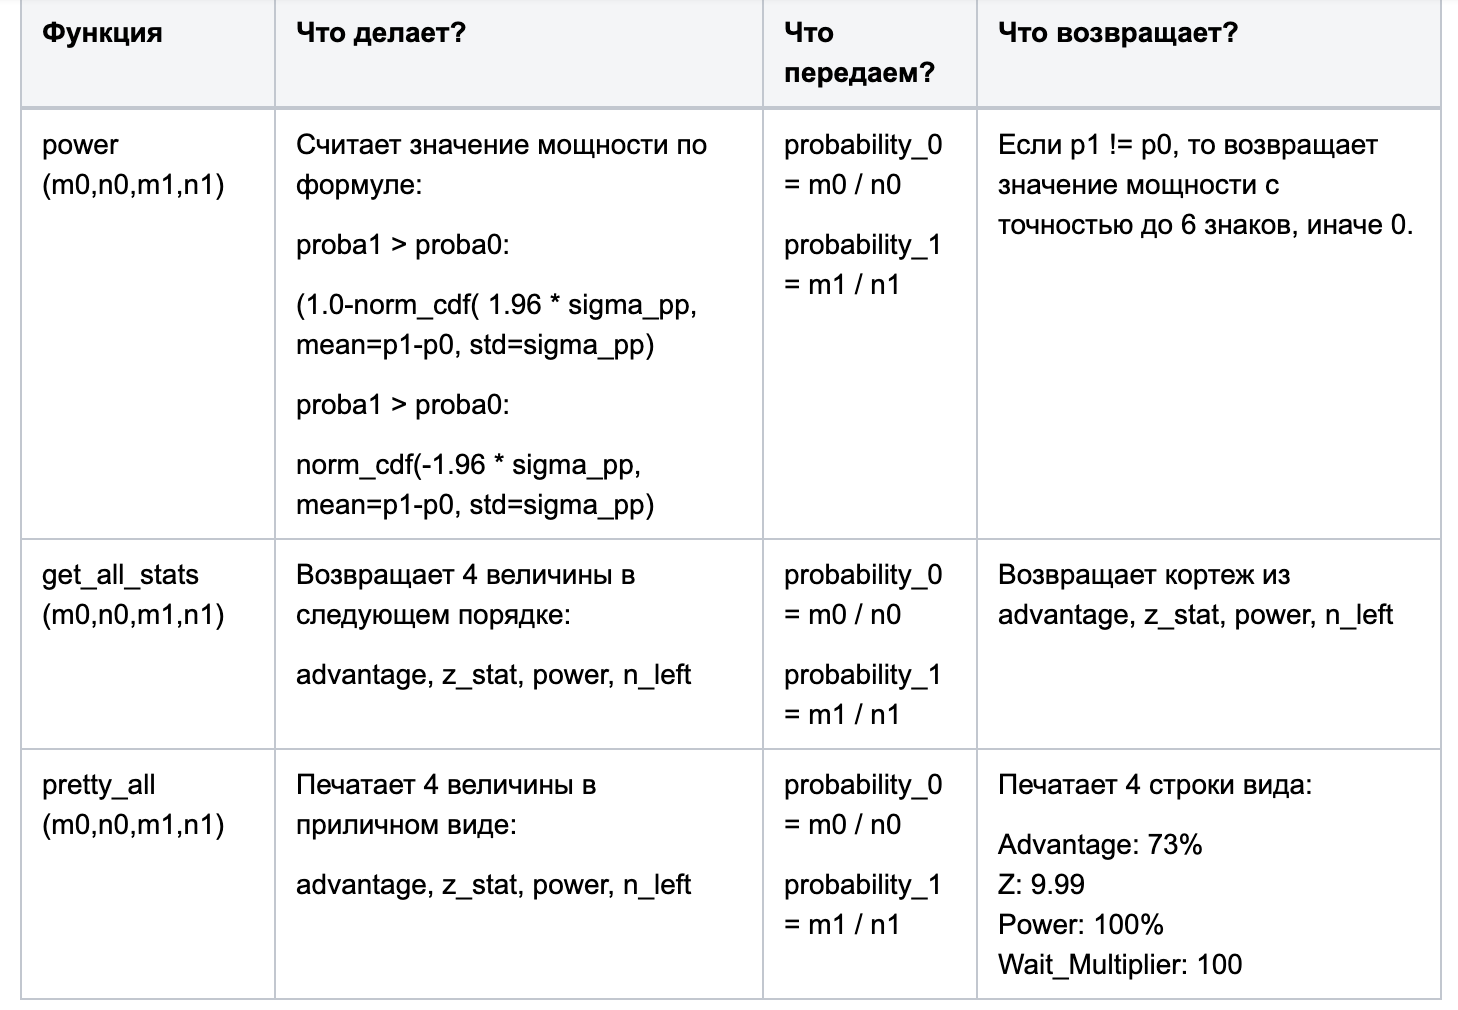 Функция
Что делает?
Что
передаем?
Что возвращает?
power
(m0,n0,m1,n1)
Считает значение мощности по
формуле:
proba1 > proba0:
(1.0-norm_cdf( 1.96 * sigma_pp,
mean=p1-p0, std=sigma_pp)
proba1 > proba0:
norm_cdf(-1.96 * sigma_pp,
mean=p1-p0, std=sigma_pp)
probability_0
= m0 / n0
probability_1
= m1 / n1
Если p1 != p0, то возвращает
значение мощности с
точностью до 6 знаков, иначе 0.
get_all_stats
(m0,n0,m1,n1)
Возвращает 4 величины в
следующем порядке:
advantage, z_stat, power, n_left
probability_0
= m0 / n0
probability_1
= m1 / n1
Возвращает кортеж из
advantage, z_stat, power, n_left
pretty_all
(m0,n0,m1,n1)
Печатает 4 величины в
приличном виде:
advantage, z_stat, power, n_left
probability_0
= m0 / n0
probability_1
= m1 / n1
Печатает 4 строки вида:
Advantage: 73%
Z: 9.99
Power: 100%
Wait_Multiplier: 100